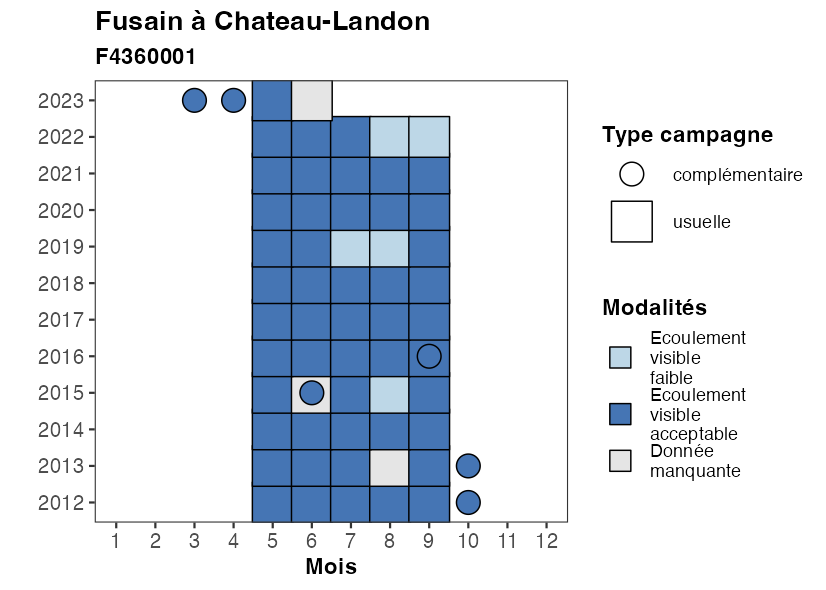 Fusain à Chateau-Landon
F4360001
2023
2022
2021
2020
2019
2018
2017
2016
2015
2014
2013
2012
1 2 3 4 5 6 7 8 9 10 11 12
Mois
Type campagne
complémentaire
usuelle
Modalités
Ecoulement
visible
faible
Ecoulement
visible
acceptable
Donnée
manquante